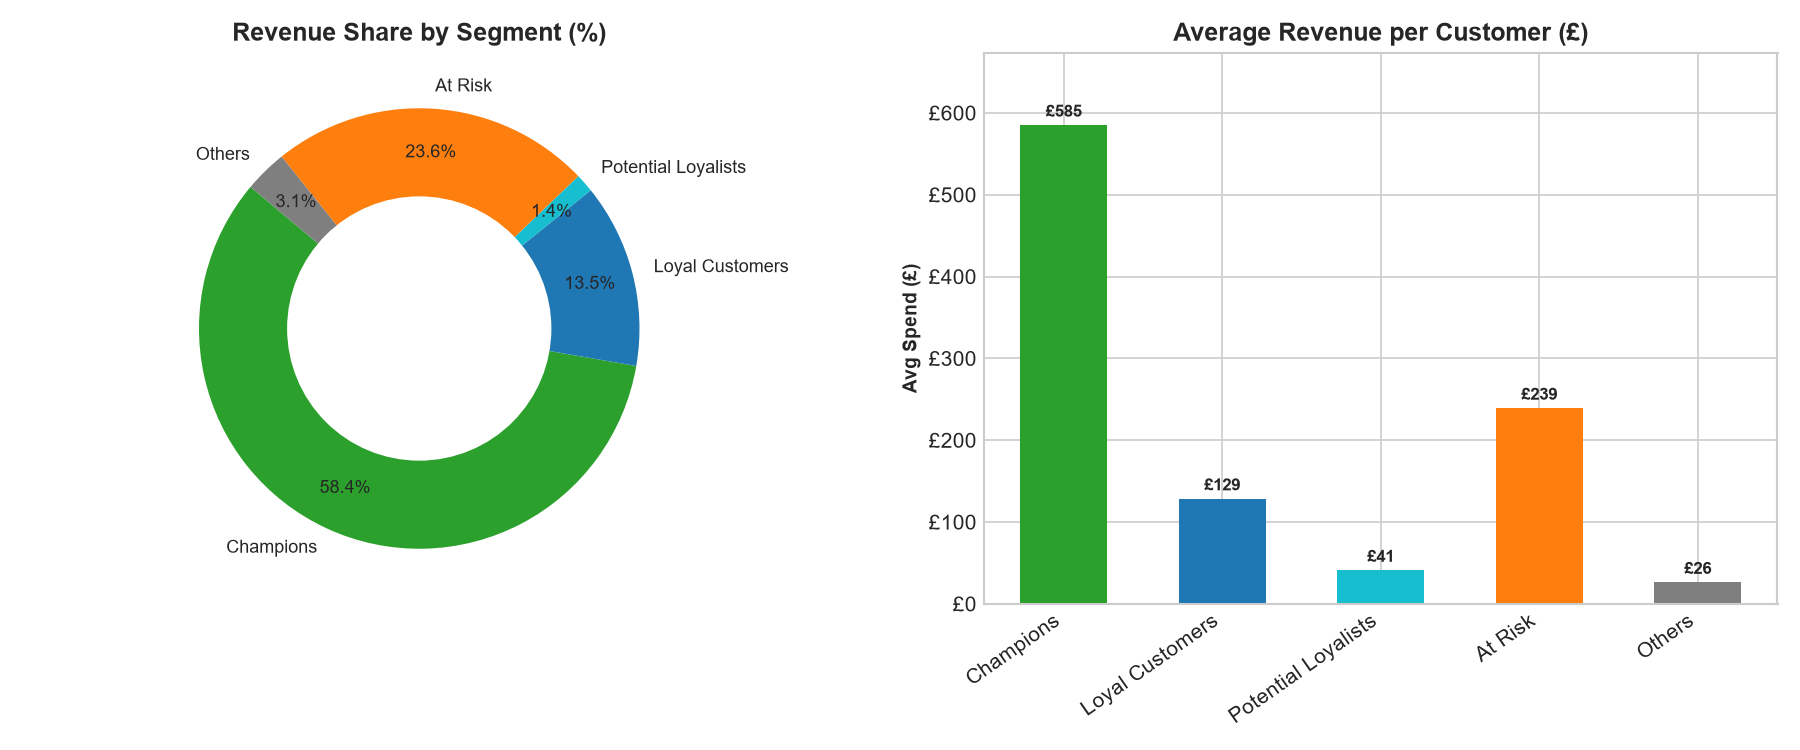 Revenue Share by Segment (%)
At Risk
23.6%
Others
3.1%
Potential Loyalists
1.4%
Loyal Customers
13.5%
58.4%
Champions
Average Revenue per Customer (£)
Avg Spend (£)
£600
£500
£400
£300
£200
£100
£0
£585
£129
£41
£239
£26
Champions
Loyal Customers
Potential Loyalists
At Risk
Others